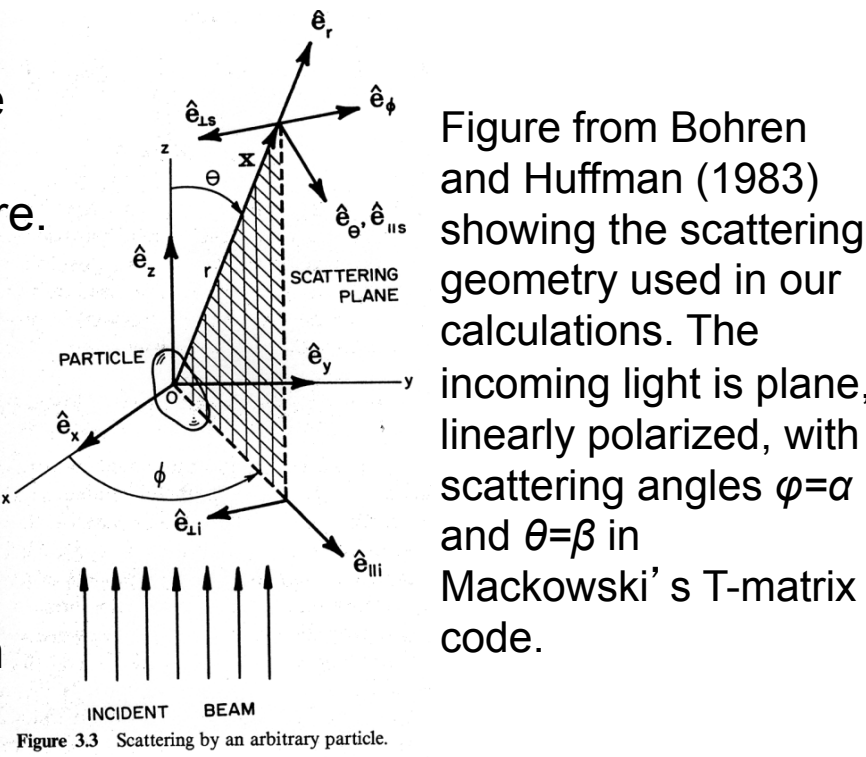 e
re.
n
ê_r
ê_⊥s
ê_ϕ
z
x
θ
ê_θ, ê_||s
ê_z
r
SCATTERING
PLANE
PARTICLE
ê_y
y
O
ê_x
ϕ
x
ê_⊥i
ê_||i
INCIDENT BEAM
Figure 3.3 Scattering by an arbitrary particle.
Figure from Bohren
and Huffman (1983)
showing the scattering
geometry used in our
calculations. The
incoming light is plane,
linearly polarized, with
scattering angles φ=α
and θ=β in
Mackowski’s T-matrix
code.